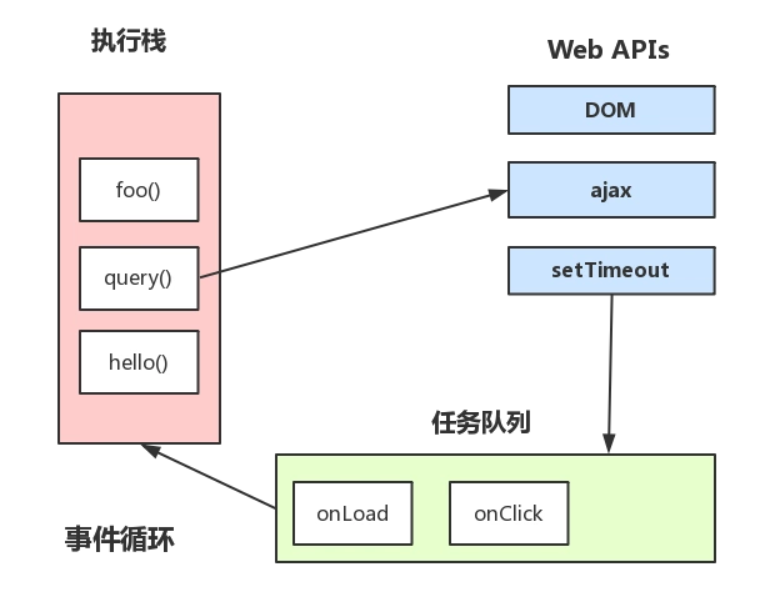 执行栈
Web APIs
DOM
foo()
ajax
query()
setTimeout
hello()
任务队列
onLoad
onClick
事件循环